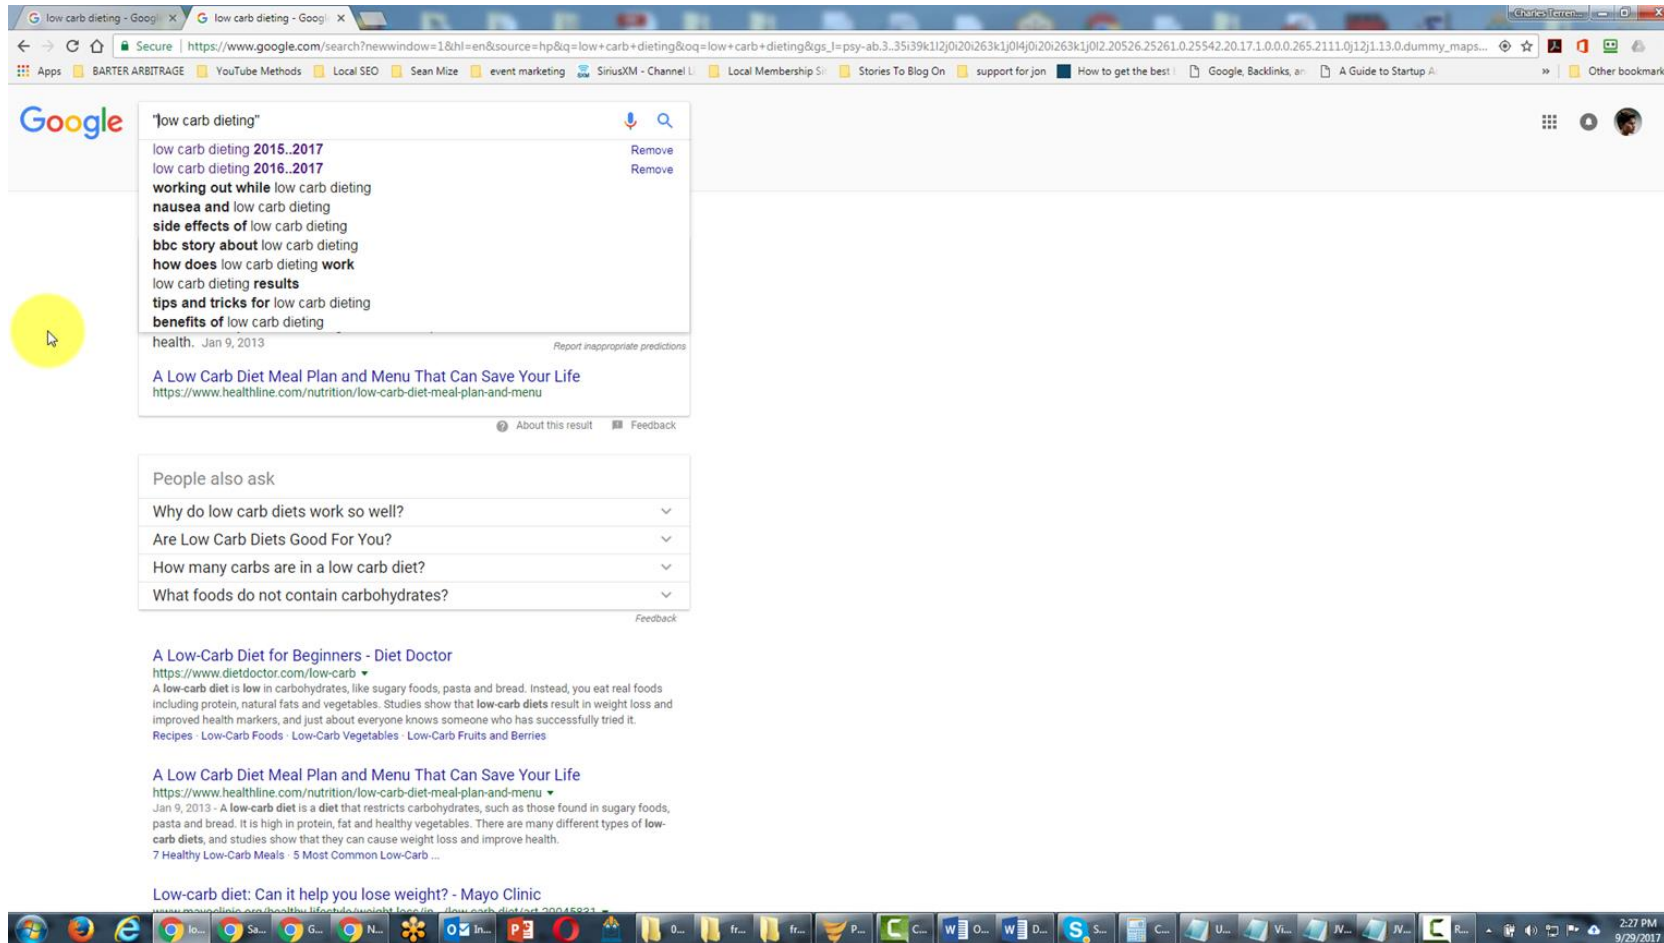 low carb dieting - Googl
low carb dieting - Googl
Charles Terren...
Secure
https://www.google.com/search?newwindow=1&hl=en&source=hp&q=low+carb+dieting&oq=low+carb+dieting&gs_l=psy-ab.3..35i39k1l2j0i20i263k1j0l4j0i20i263k1j0l2.20526.25261.0.25542.20.17.1.0.0.0.265.2111.0j12j1.13.0.dummy_maps...
Apps
BARTER ARBITRAGE
YouTube Methods
Local SEO
Sean Mize
event marketing
SiriusXM - Channel Li
Local Membership Si
Stories To Blog On
support for jon
How to get the best
Google, Backlinks, an
A Guide to Startup A
»
Other bookmark
Google
"low carb dieting"
low carb dieting 2015..2017
Remove
low carb dieting 2016..2017
Remove
working out while low carb dieting
nausea and low carb dieting
side effects of low carb dieting
bbc story about low carb dieting
how does low carb dieting work
low carb dieting results
tips and tricks for low carb dieting
benefits of low carb dieting
health. Jan 9, 2013
Report inappropriate predictions
A Low Carb Diet Meal Plan and Menu That Can Save Your Life
https://www.healthline.com/nutrition/low-carb-diet-meal-plan-and-menu
About this result
Feedback
People also ask
Why do low carb diets work so well?
Are Low Carb Diets Good For You?
How many carbs are in a low carb diet?
What foods do not contain carbohydrates?
Feedback
A Low-Carb Diet for Beginners - Diet Doctor
https://www.dietdoctor.com/low-carb
A low-carb diet is low in carbohydrates, like sugary foods, pasta and bread. Instead, you eat real foods
including protein, natural fats and vegetables. Studies show that low-carb diets result in weight loss and
improved health markers, and just about everyone knows someone who has successfully tried it.
Recipes · Low-Carb Foods · Low-Carb Vegetables · Low-Carb Fruits and Berries
A Low Carb Diet Meal Plan and Menu That Can Save Your Life
https://www.healthline.com/nutrition/low-carb-diet-meal-plan-and-menu
Jan 9, 2013 - A low-carb diet is a diet that restricts carbohydrates, such as those found in sugary foods,
pasta and bread. It is high in protein, fat and healthy vegetables. There are many different types of low-
carb diets, and studies show that they can cause weight loss and improve health.
7 Healthy Low-Carb Meals · 5 Most Common Low-Carb ...
Low-carb diet: Can it help you lose weight? - Mayo Clinic
lo...
Sa...
G...
N...
In...
0...
fr...
fr...
P...
C...
O...
D...
S...
C...
U...
Vi...
JV...
JV...
R...
2:27 PM
9/29/2017